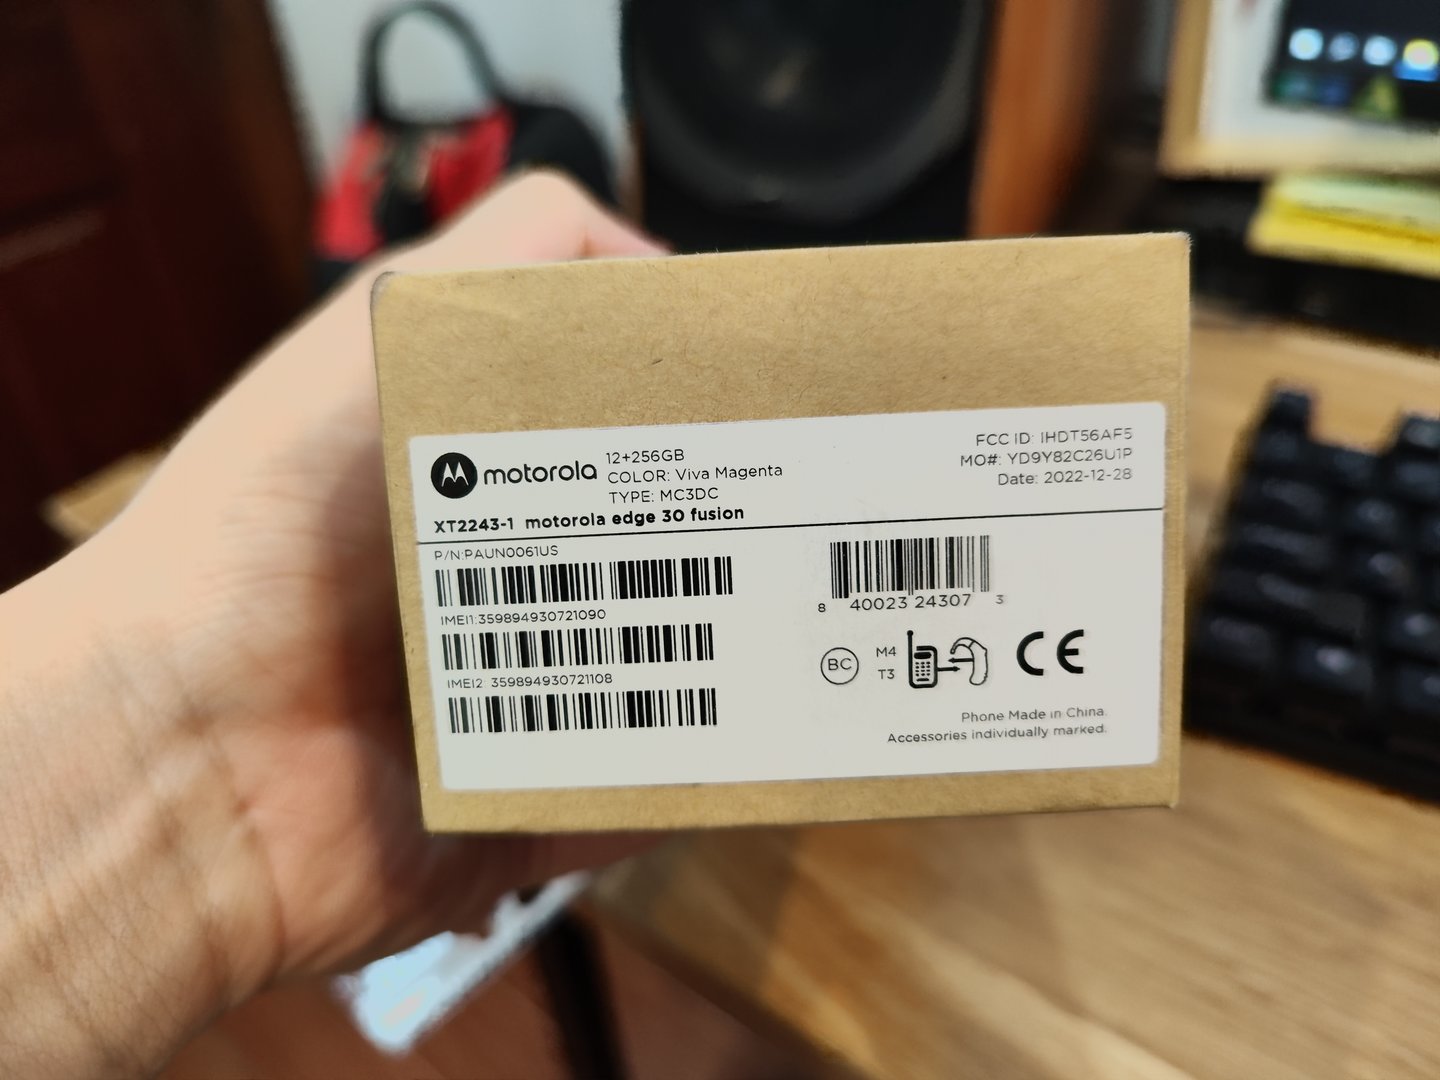 motorola
12+256GB
COLOR: Viva Magenta
TYPE: MC3DC
XT2243-1 motorola edge 30 fusion
FCC ID: IHDT56AF5
MO#: YD9Y82C26U1P
Date: 2022-12-28
P/N:PAUN0061US
IMEI1:359894930721090
IMEI2: 359894930721108
8 40023 24307 3
BC
M4
T3
CE
Phone Made in China.
Accessories individually marked.